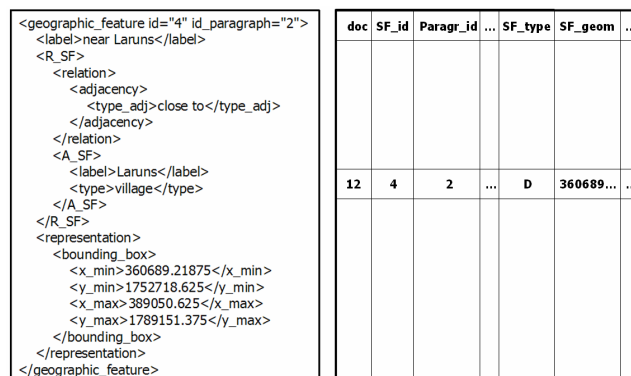 <geographic_feature id="4" id_paragraph="2">
<label>near Laruns</label>
<R_SF>
<relation>
<adjacency>
<type_adj>close to</type_adj>
</adjacency>
</relation>
<A_SF>
<label>Laruns</label>
<type>village</type>
</A_SF>
</R_SF>
<representation>
<bounding_box>
<x_min>360689.21875</x_min>
<y_min>1752718.625</y_min>
<x_max>389050.625</x_max>
<y_max>1789151.375</y_max>
</bounding_box>
</representation>
</geographic_feature>
doc SF_id Paragr_id ... SF_type SF_geom ..
12 4 2 ... D 360689... ..